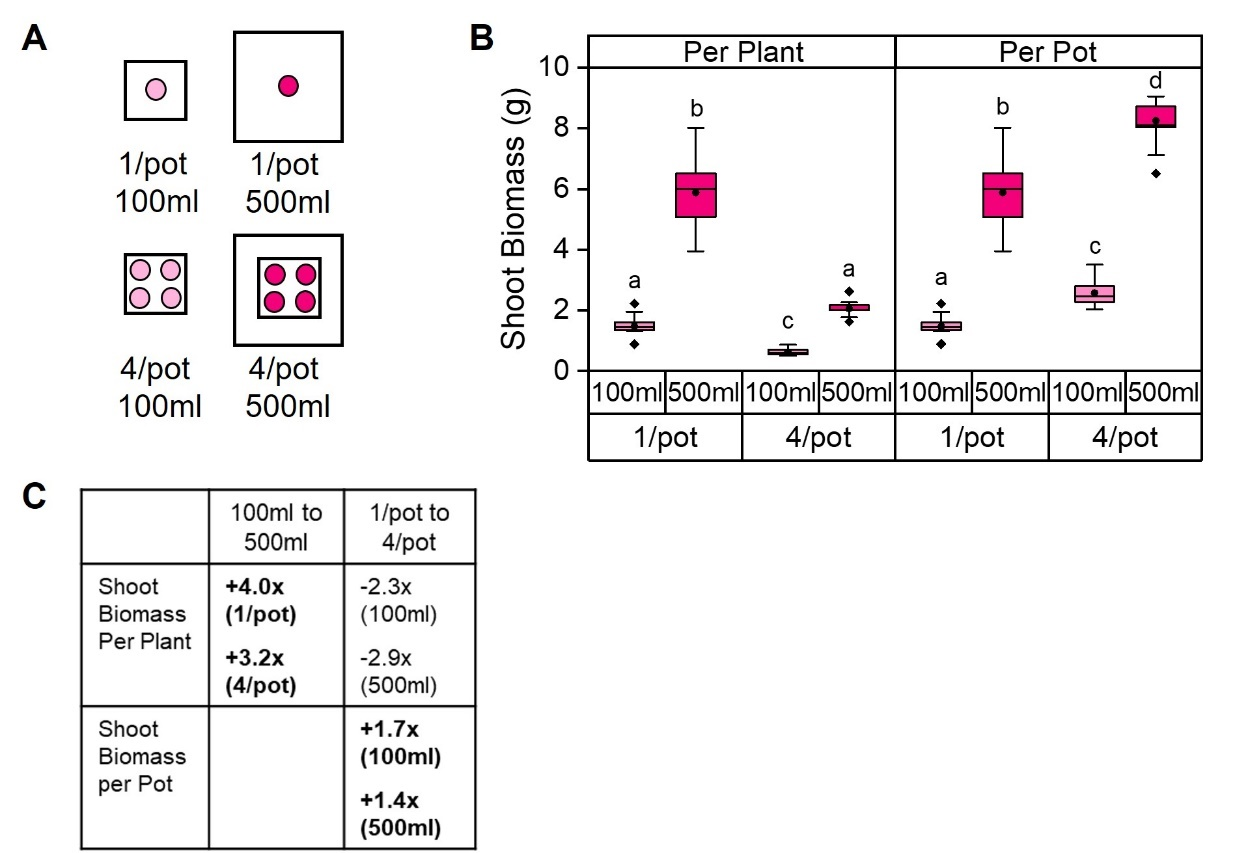 A
1/pot
100ml
1/pot
500ml
4/pot
100ml
4/pot
500ml
B
Per Plant
Per Pot
Shoot Biomass (g)
10
8
6
4
2
0
a
b
c
a
a
b
c
d
100ml
500ml
100ml
500ml
100ml
500ml
100ml
500ml
1/pot
4/pot
1/pot
4/pot
C
100ml to
500ml
1/pot to
4/pot
Shoot
Biomass
Per Plant
+4.0x
(1/pot)
+3.2x
(4/pot)
-2.3x
(100ml)
-2.9x
(500ml)
Shoot
Biomass
per Pot
+1.7x
(100ml)
+1.4x
(500ml)